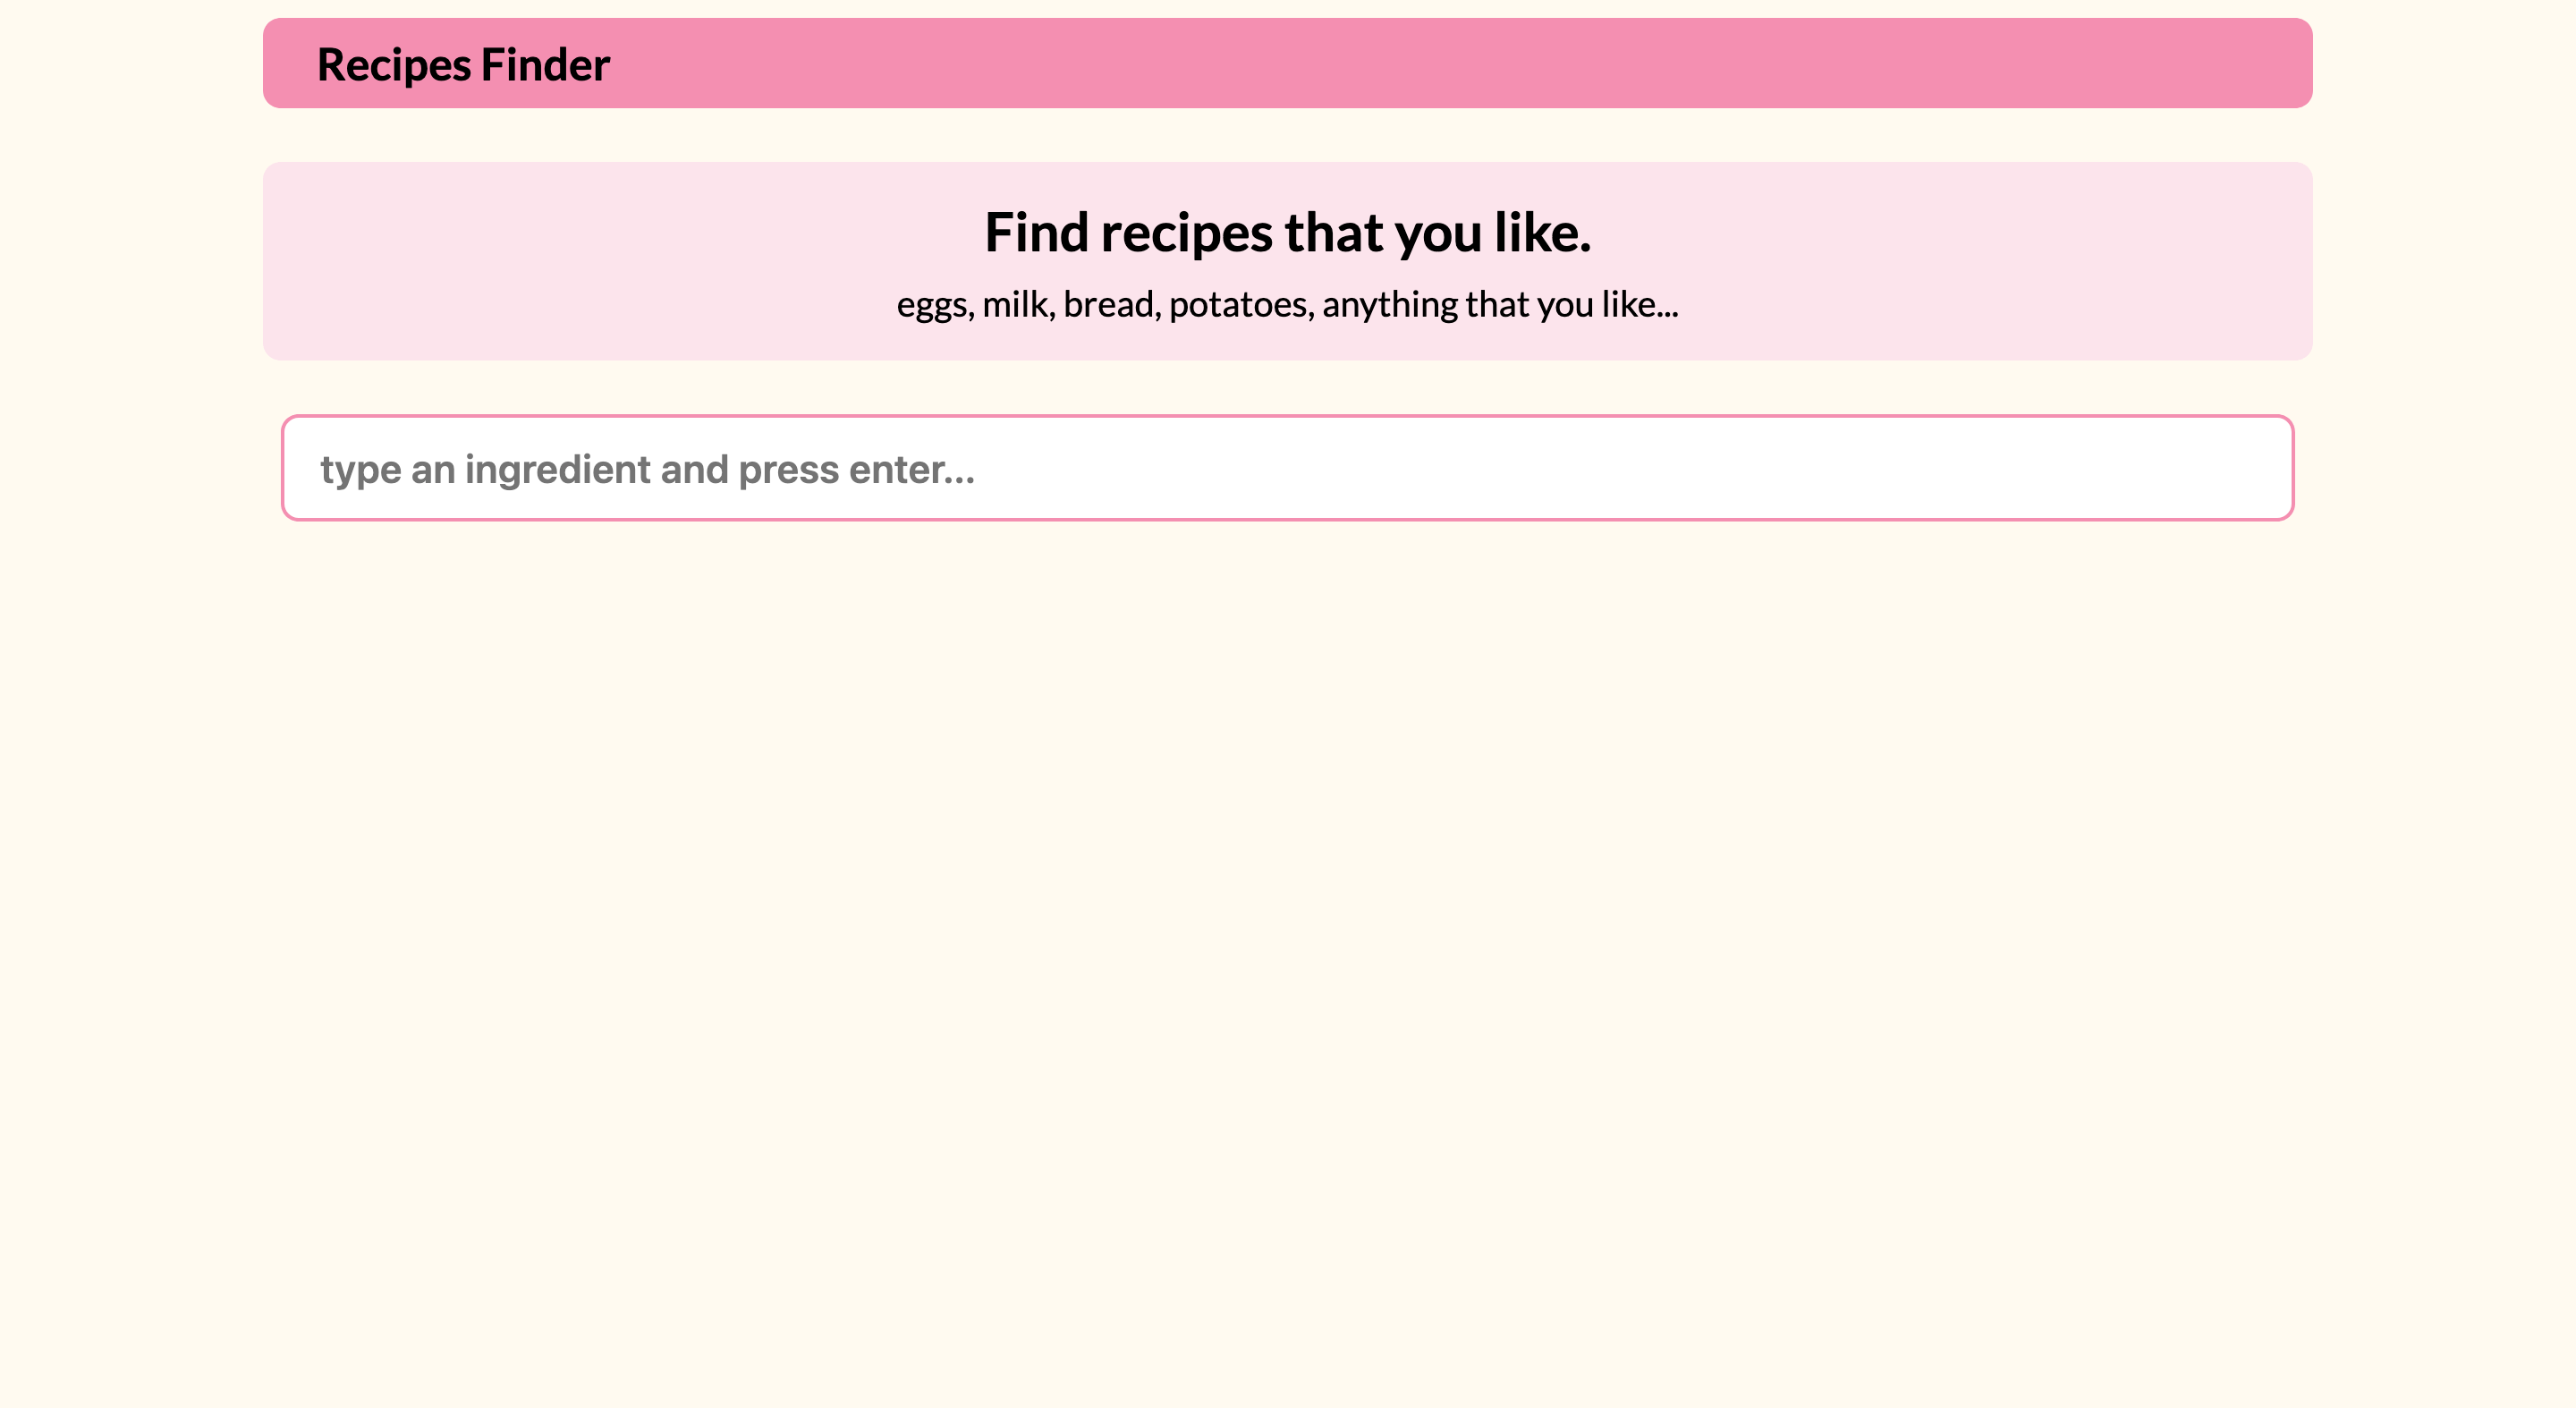 Recipes Finder
Find recipes that you like.
eggs, milk, bread, potatoes, anything that you like...
type an ingredient and press enter...